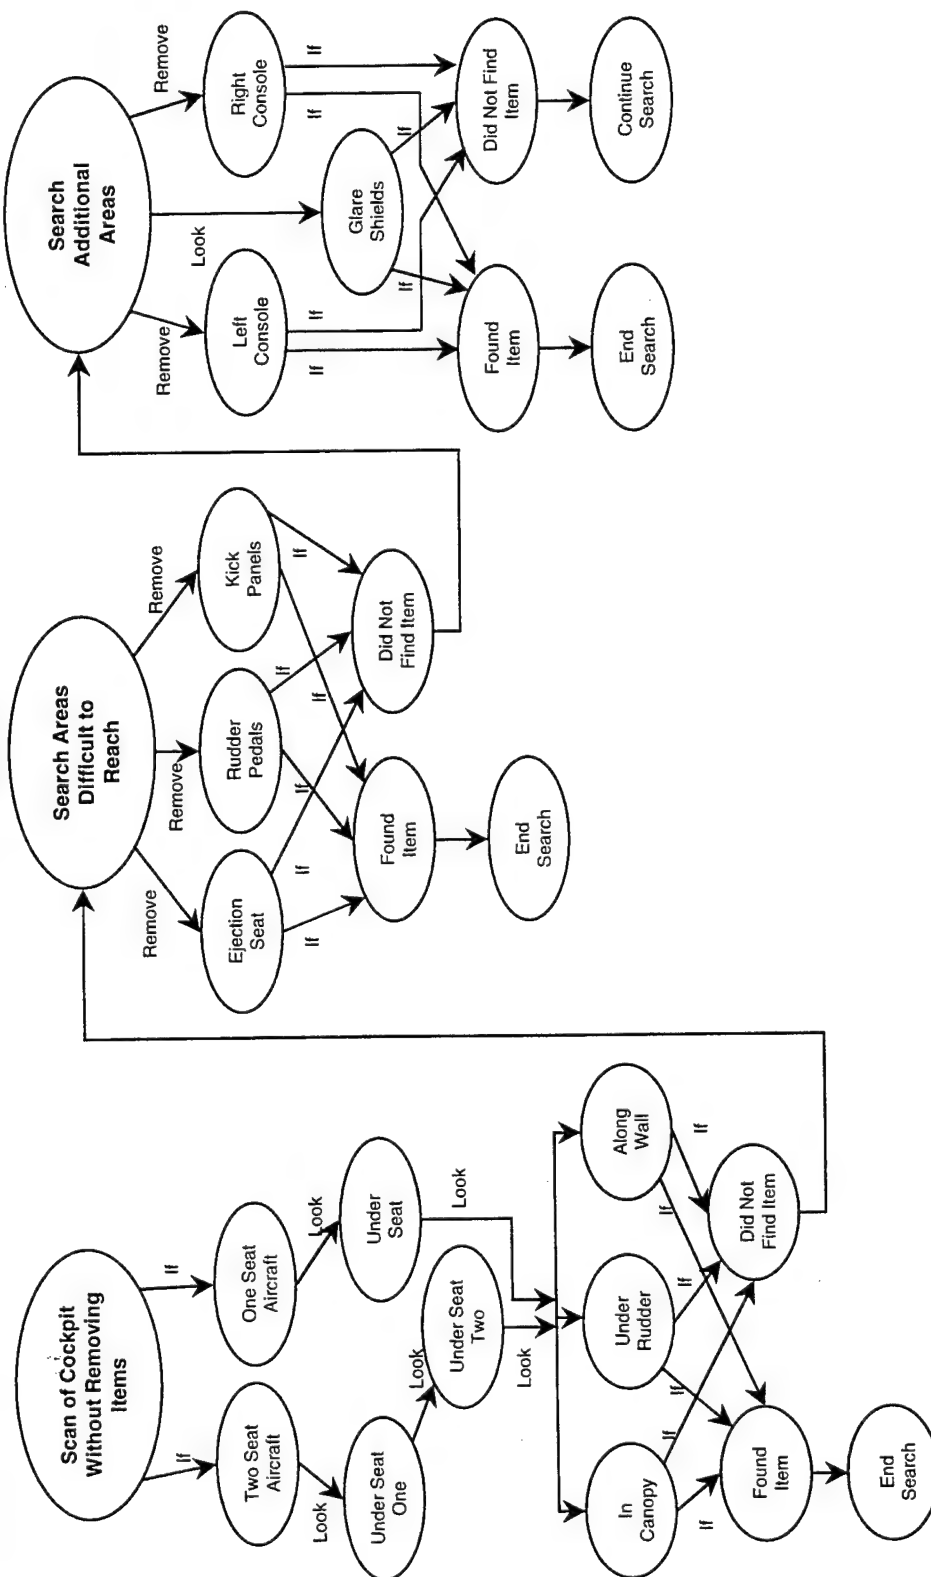 Scan of Cockpit
Without Removing
Items
If
If
Two Seat
Aircraft
One Seat
Aircraft
Look
Look
Under Seat
One
Under
Seat
Look
Under Seat
Two
Look
Look
In
Canopy
Under
Rudder
Along
Wall
If
If
If
If
If
If
Found
Item
Did Not
Find Item
End
Search
Search Areas
Difficult to
Reach
Remove
Remove
Remove
Ejection
Seat
Rudder
Pedals
Kick
Panels
If
If
If
If
If
If
Found
Item
Did Not
Find Item
End
Search
Search
Additional
Areas
Remove
Look
Remove
Left
Console
Glare
Shields
Right
Console
If
If
If
If
If
If
Found
Item
Did Not Find
Item
End
Search
Continue
Search